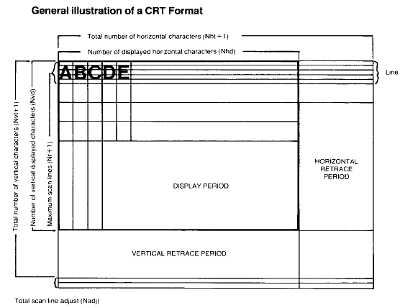 General illustration of a CRT Format
Total number of horizontal characters (Nht + 1)
Number of displayed horizontal characters (Nhd)
ABCDE
Line
Total number of vertical characters (Nvt+1)
Number of vertical displayed characters (Nvd)
Maximum scan lines (Nr + 1)
HORIZONTAL
RETRACE
PERIOD
DISPLAY PERIOD
VERTICAL RETRACE PERIOD
Total scan line adjust (Nadj)